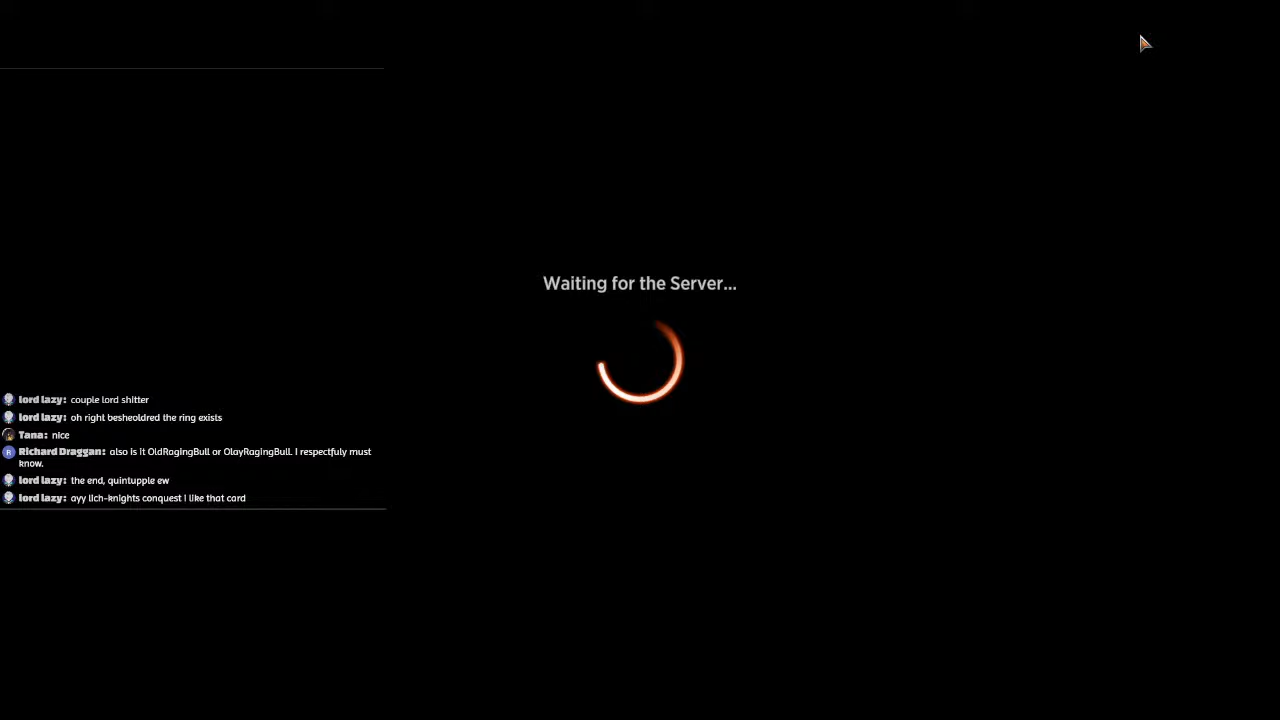 Waiting for the Server...
lord lazy: couple lord shitter
lord lazy: oh right besheoldred the ring exists
Tana: nice
R Richard Draggan: also is it OldRagingBull or OlayRagingBull. I respectfuly must
know.
lord lazy: the end, quintupple ew
lord lazy: ayy lich-knights conquest i like that card